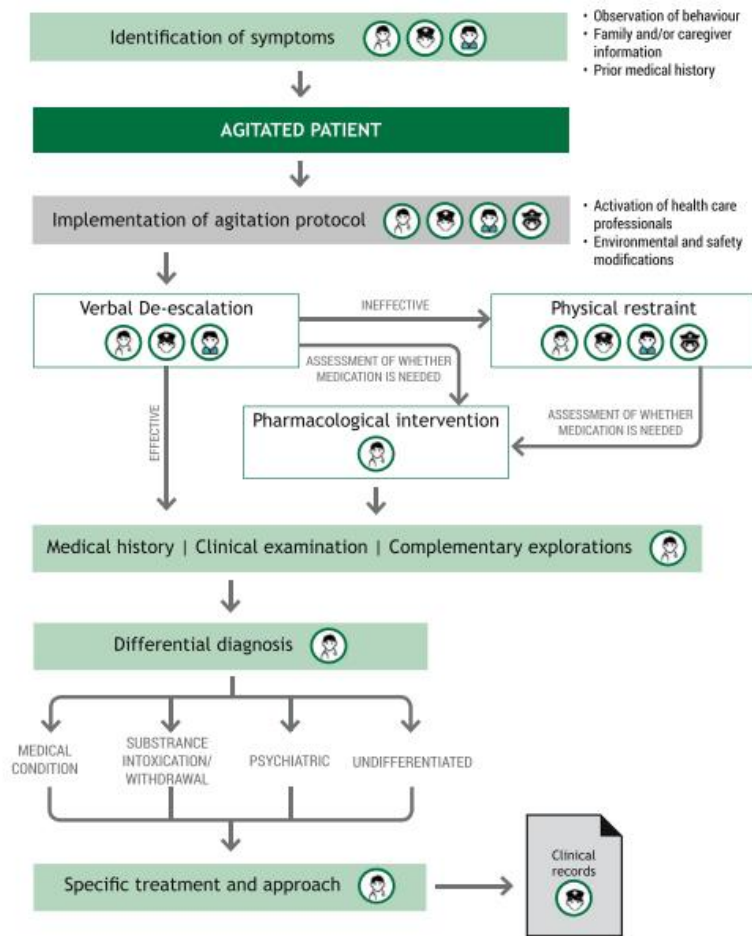 Identification of symptoms
• Observation of behaviour
• Family and/or caregiver
information
• Prior medical history
AGITATED PATIENT
Implementation of agitation protocol
• Activation of health care
professionals
• Environmental and safety
modifications
Verbal De-escalation
INEFFECTIVE
Physical restraint
ASSESSMENT OF WHETHER
MEDICATION IS NEEDED
EFFECTIVE
Pharmacological intervention
ASSESSMENT OF WHETHER
MEDICATION IS NEEDED
Medical history | Clinical examination | Complementary explorations
Differential diagnosis
MEDICAL
CONDITION
SUBSTRANCE
INTOXICATION/
WITHDRAWAL
PSYCHIATRIC
UNDIFFERENTIATED
Specific treatment and approach
Clinical
records